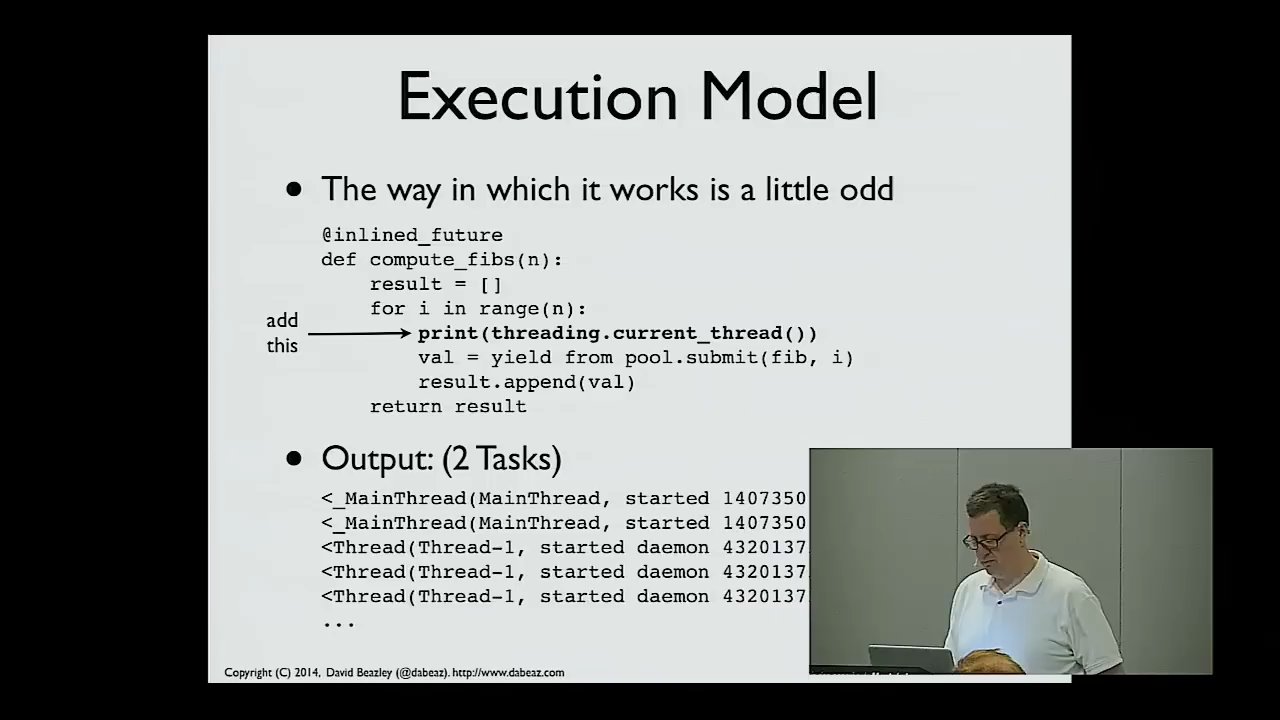 Execution Model
• The way in which it works is a little odd
@inlined_future
def compute_fibs(n):
result = []
for i in range(n):
add
this
print(threading.current_thread())
val = yield from pool.submit(fib, i)
result.append(val)
return result
• Output: (2 Tasks)
<_MainThread(MainThread, started 1407350
<_MainThread(MainThread, started 1407350
<Thread(Thread-1, started daemon 4320137
<Thread(Thread-1, started daemon 4320137
<Thread(Thread-1, started daemon 4320137
...
Copyright (C) 2014, David Beazley (@dabeaz). http://www.dabeaz.com